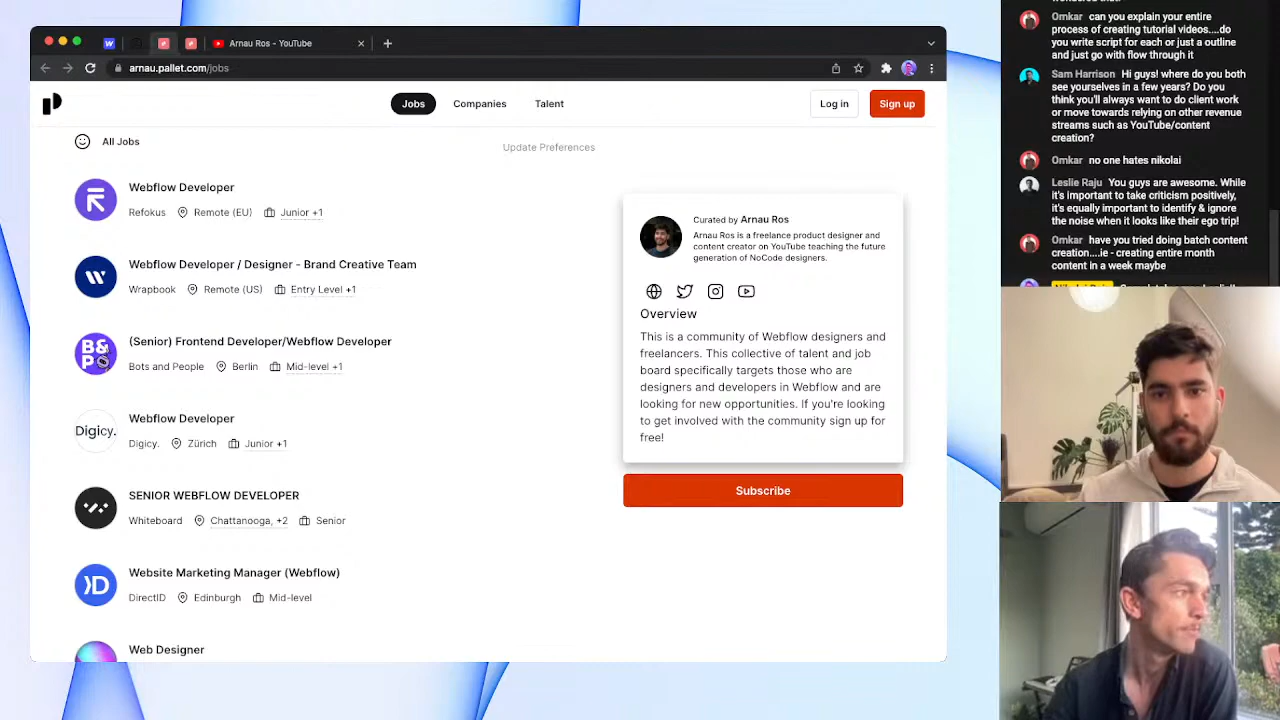 Arnau Ros - YouTube
arnau.pallet.com/jobs
Jobs
Companies
Talent
Log in
Sign up
All Jobs
Update Preferences
Webflow Developer
Refokus
Remote (EU)
Junior +1
Webflow Developer / Designer - Brand Creative Team
Wrapbook
Remote (US)
Entry Level +1
B&
P
(Senior) Frontend Developer/Webflow Developer
Bots and People
Berlin
Mid-level +1
Digicy.
Webflow Developer
Digicy.
Zürich
Junior +1
SENIOR WEBFLOW DEVELOPER
Whiteboard
Chattanooga, +2
Senior
Website Marketing Manager (Webflow)
DirectID
Edinburgh
Mid-level
Web Designer
Curated by Arnau Ros
Arnau Ros is a freelance product designer and
content creator on YouTube teaching the future
generation of NoCode designers.
Overview
This is a community of Webflow designers and
freelancers. This collective of talent and job
board specifically targets those who are
designers and developers in Webflow and are
looking for new opportunities. If you're looking
to get involved with the community sign up for
free!
Subscribe
Omkar can you explain your entire
process of creating tutorial videos....do
you write script for each or just a outline
and just go with flow through it
Sam Harrison Hi guys! where do you both
see yourselves in a few years? Do you
think you'll always want to do client work
or move towards relying on other revenue
streams such as YouTube/content
creation?
Omkar no one hates nikolai
Leslie Raju You guys are awesome. While
it's important to take criticism positively,
it's equally important to identify & ignore
the noise when it looks like their ego trip!
Omkar have you tried doing batch content
creation....ie - creating entire month
content in a week maybe